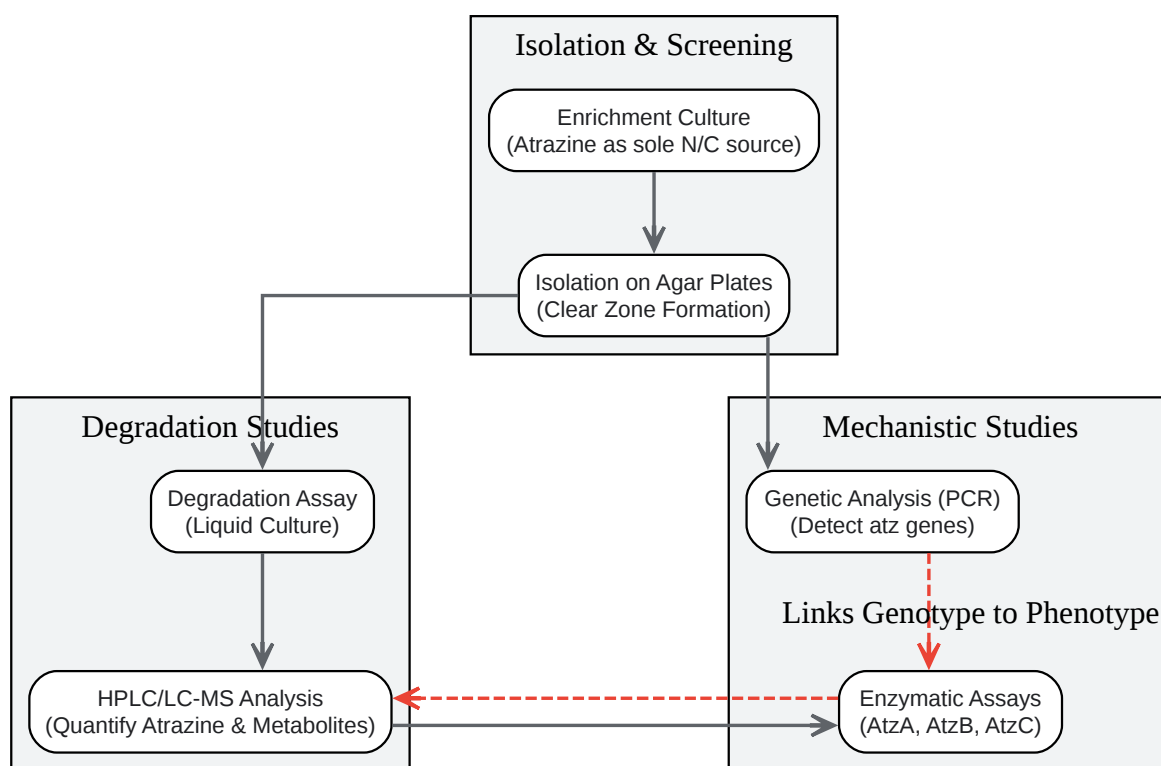 Isolation & Screening
Enrichment Culture
(Atrazine as sole N/C source)
Isolation on Agar Plates
(Clear Zone Formation)
Degradation Studies
Degradation Assay
(Liquid Culture)
HPLC/LC-MS Analysis
(Quantify Atrazine & Metabolites)
Mechanistic Studies
Genetic Analysis (PCR)
(Detect atz genes)
Links Genotype to Phenotype
Enzymatic Assays
(AtzA, AtzB, AtzC)